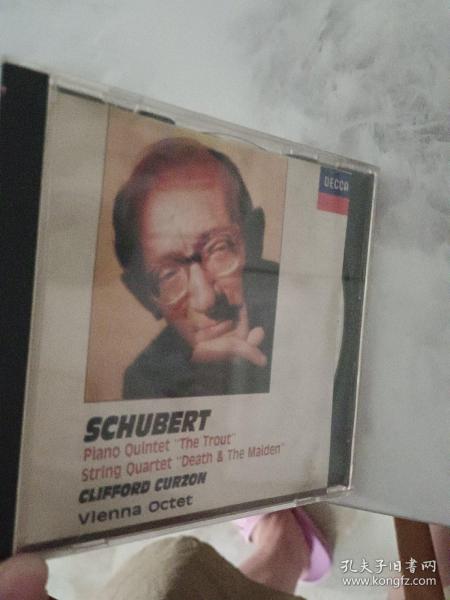 DECCA
SCHUBERT
Piano Quintet "The Trout"
String Quartet "Death & The Maiden"
CLIFFORD CURZON
Vienna Octet
孔夫子旧书网
www.kongfz.com